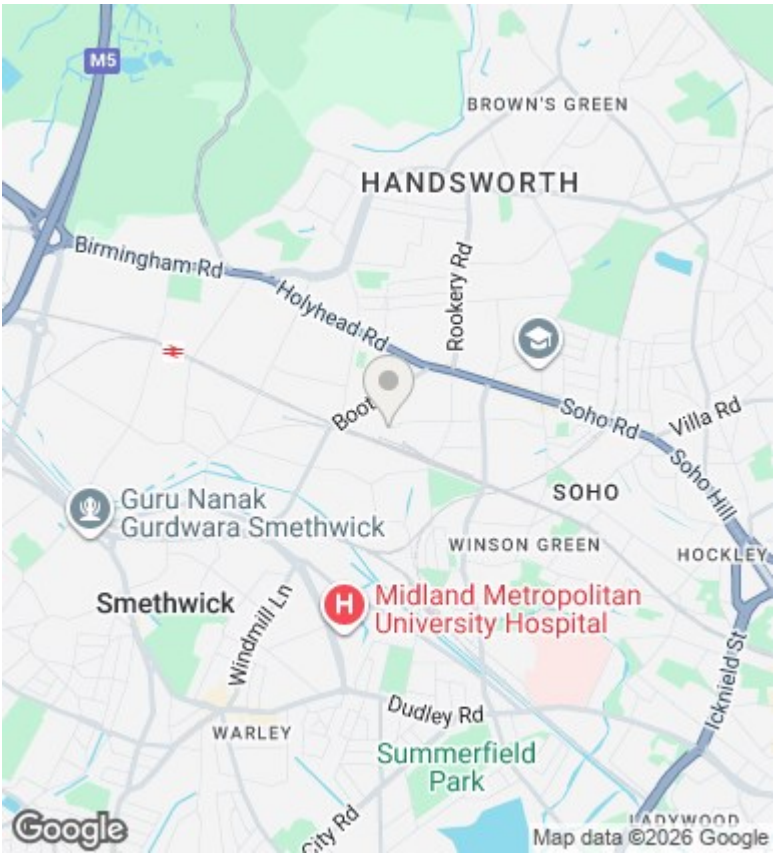 M5
BROWN'S GREEN
HANDSWORTH
Birmingham Rd
Rookery Rd
Holyhead Rd
Boot
Soho Rd
Villa Rd
Soho Hill
SOHO
Guru Nanak
Gurdwara Smethwick
WINSON GREEN
HOCKLEY
Smethwick
Windmill Ln
H
Midland Metropolitan
University Hospital
Icknield St
Dudley Rd
WARLEY
Summerfield
Park
City Rd
LADYWOOD
Google
Map data ©2026 Google